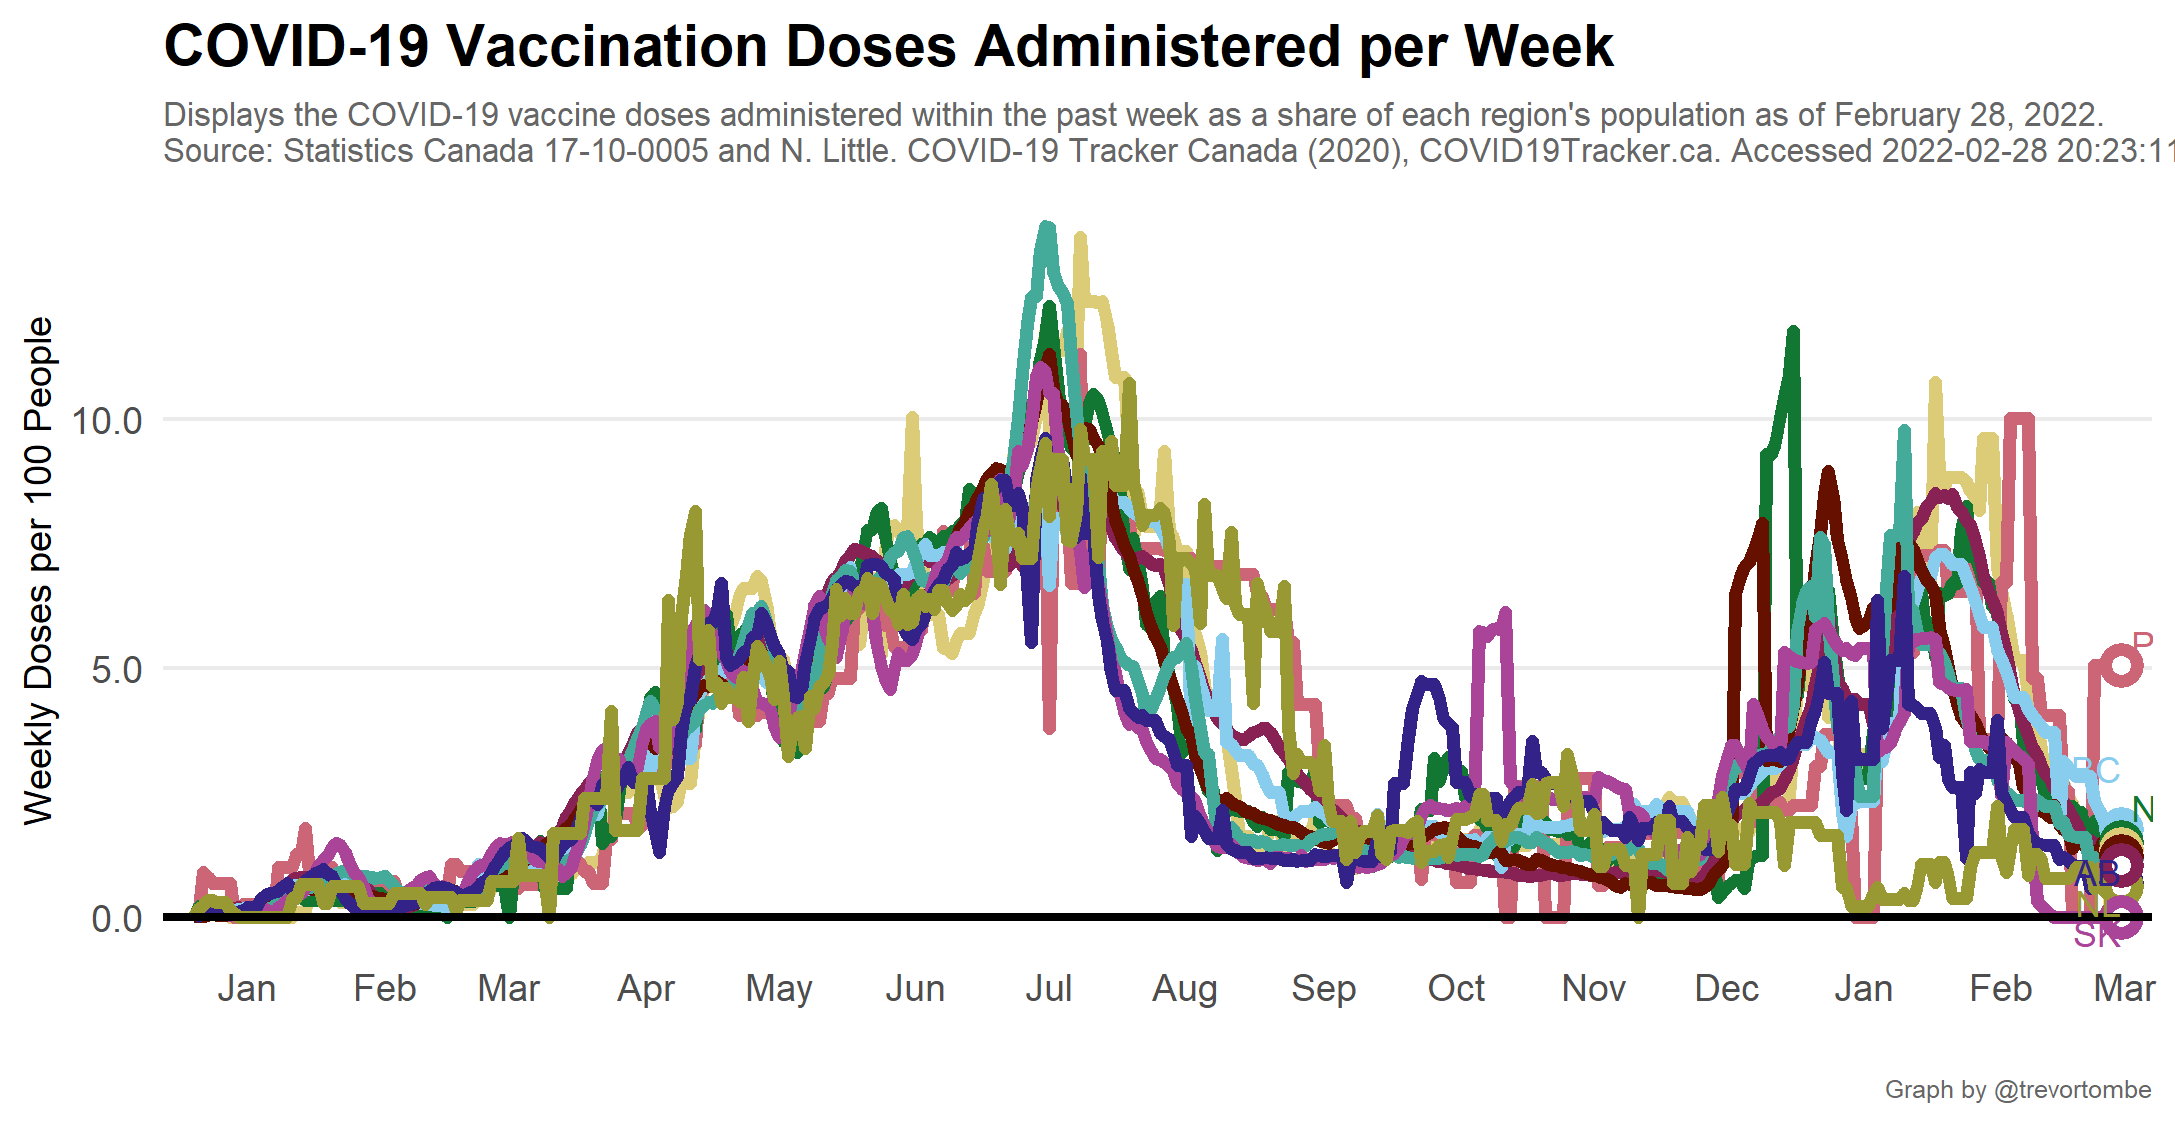 COVID-19 Vaccination Doses Administered per Week
Displays the COVID-19 vaccine doses administered within the past week as a share of each region's population as of February 28, 2022.
Source: Statistics Canada 17-10-0005 and N. Little. COVID-19 Tracker Canada (2020), COVID19Tracker.ca. Accessed 2022-02-28 20:23:11
Weekly Doses per 100 People
10.0
5.0
0.0
P
BC
N
AB
NL
SK
Jan Feb Mar Apr May Jun Jul Aug Sep Oct Nov Dec Jan Feb Mar
Graph by @trevortombe